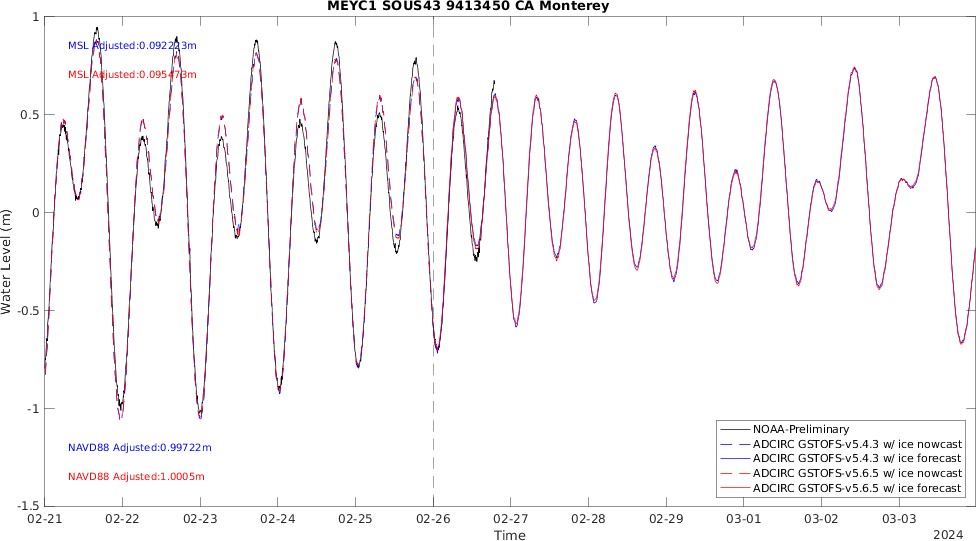 MEYC1 SOUS43 9413450 CA Monterey
1
0.5
0
-0.5
-1
-1.5
Water Level (m)
MSL Adjusted:0.092223m
MSL Adjusted:0.095473m
NAVD88 Adjusted:0.99722m
NAVD88 Adjusted:1.0005m
NOAA-Preliminary
ADCIRC GSTOFS-v5.4.3 w/ ice nowcast
ADCIRC GSTOFS-v5.4.3 w/ ice forecast
ADCIRC GSTOFS-v5.6.5 w/ ice nowcast
ADCIRC GSTOFS-v5.6.5 w/ ice forecast
02-21 02-22 02-23 02-24 02-25 02-26 02-27 02-28 02-29 03-01 03-02 03-03
Time
2024